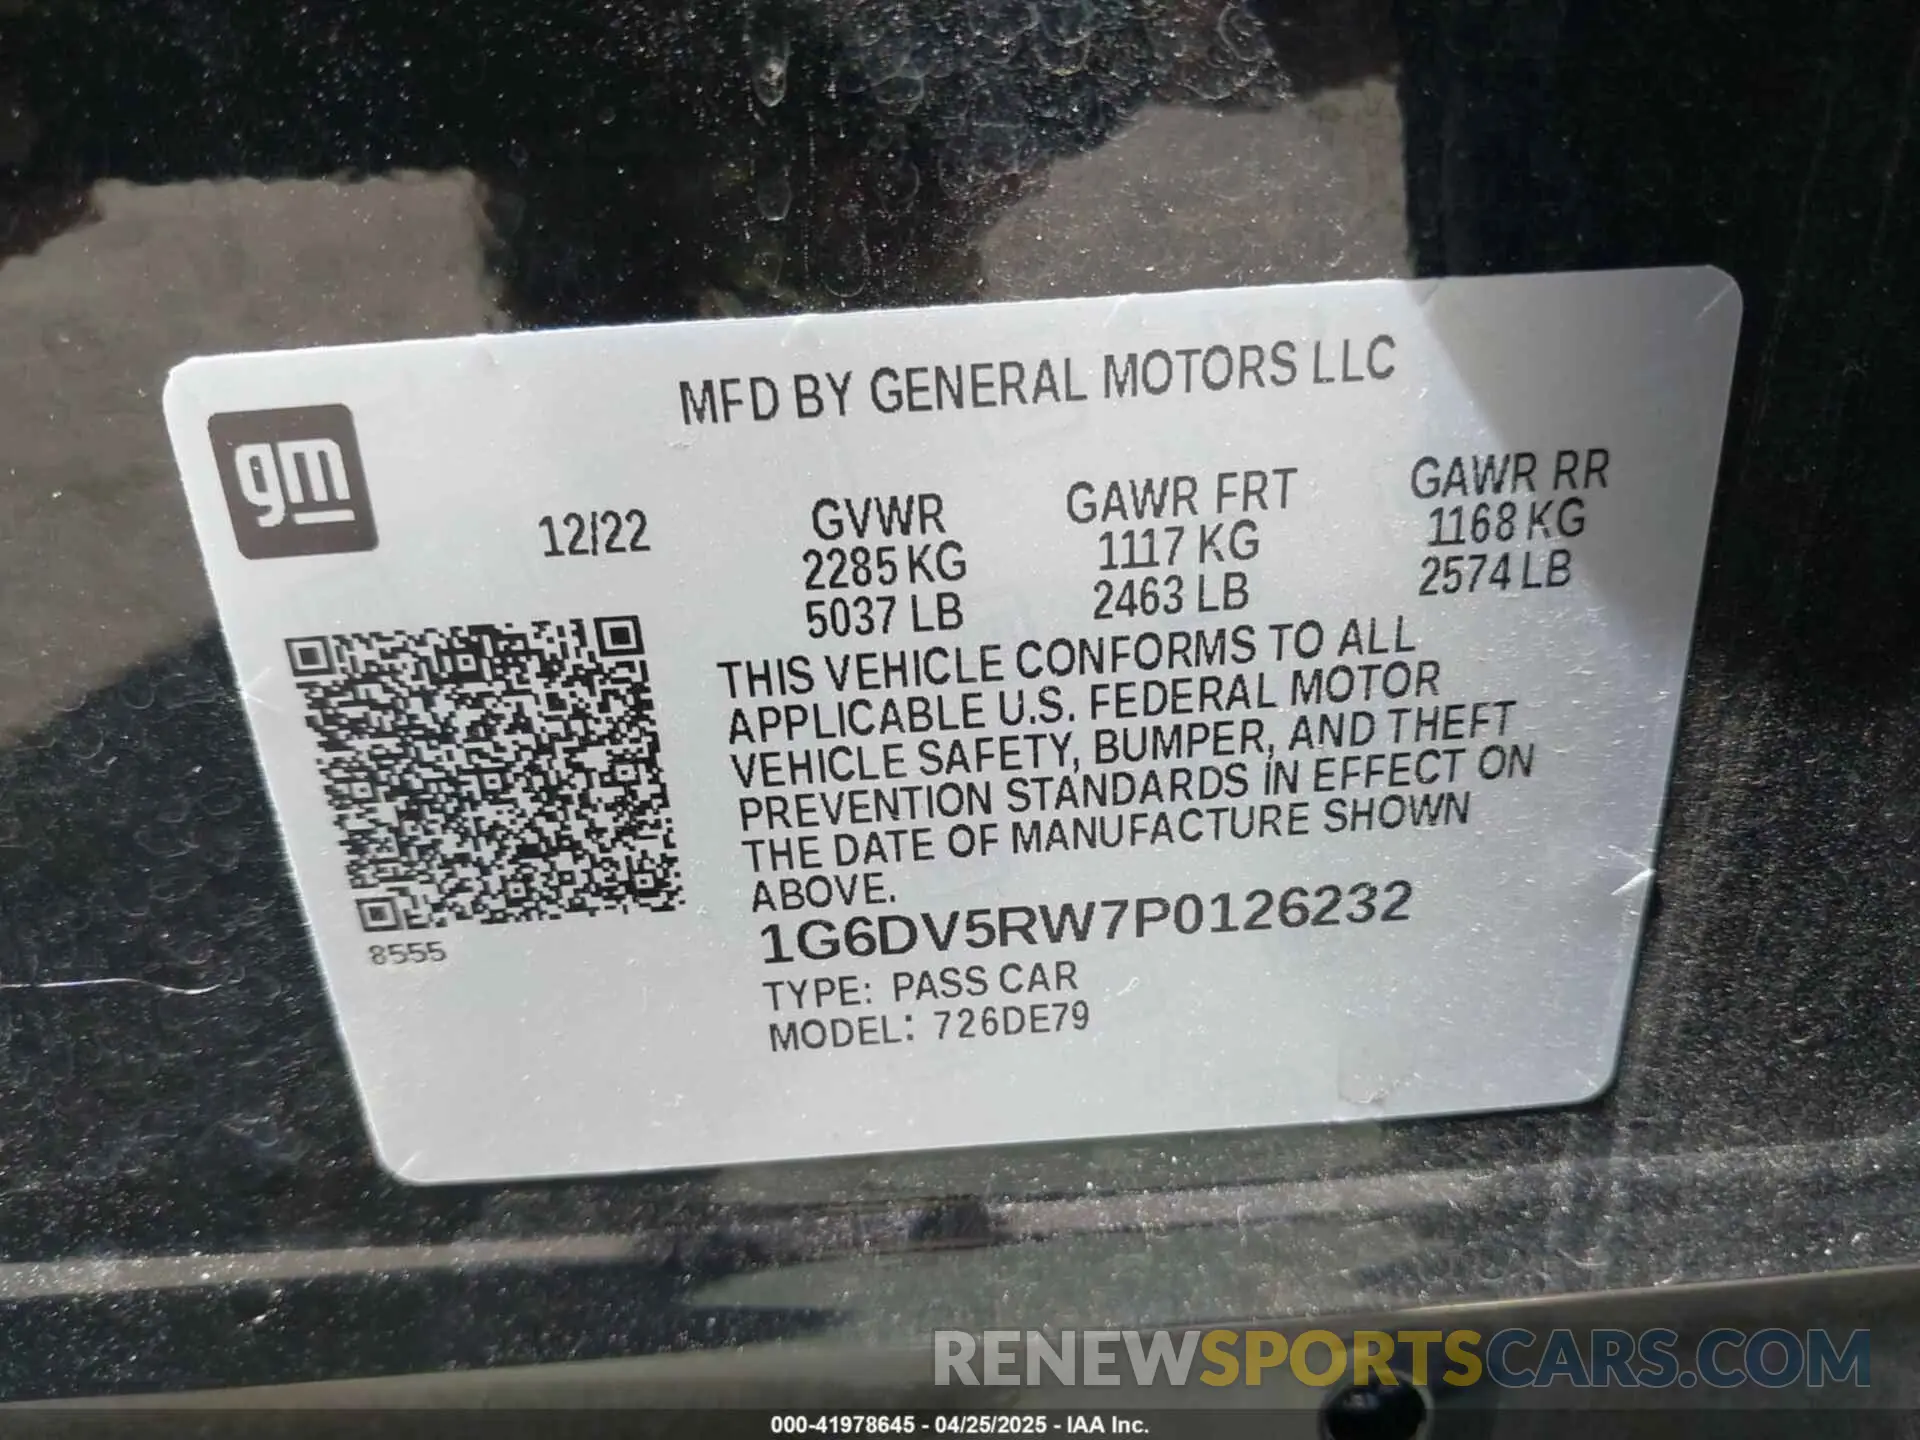 MFD BY GENERAL MOTORS LLC
gm
12/22
GVWR
2285 KG
5037 LB
GAWR FRT
1117 KG
2463 LB
GAWR RR
1168 KG
2574 LB
THIS VEHICLE CONFORMS TO ALL
APPLICABLE U.S. FEDERAL MOTOR
VEHICLE SAFETY, BUMPER, AND THEFT
PREVENTION STANDARDS IN EFFECT ON
THE DATE OF MANUFACTURE SHOWN
ABOVE.
8555
1G6DV5RW7P0126232
TYPE: PASS CAR
MODEL: 726DE79
RENEWSPORTSCARS.COM
000-41978645 - 04/25/2025 - IAA Inc.